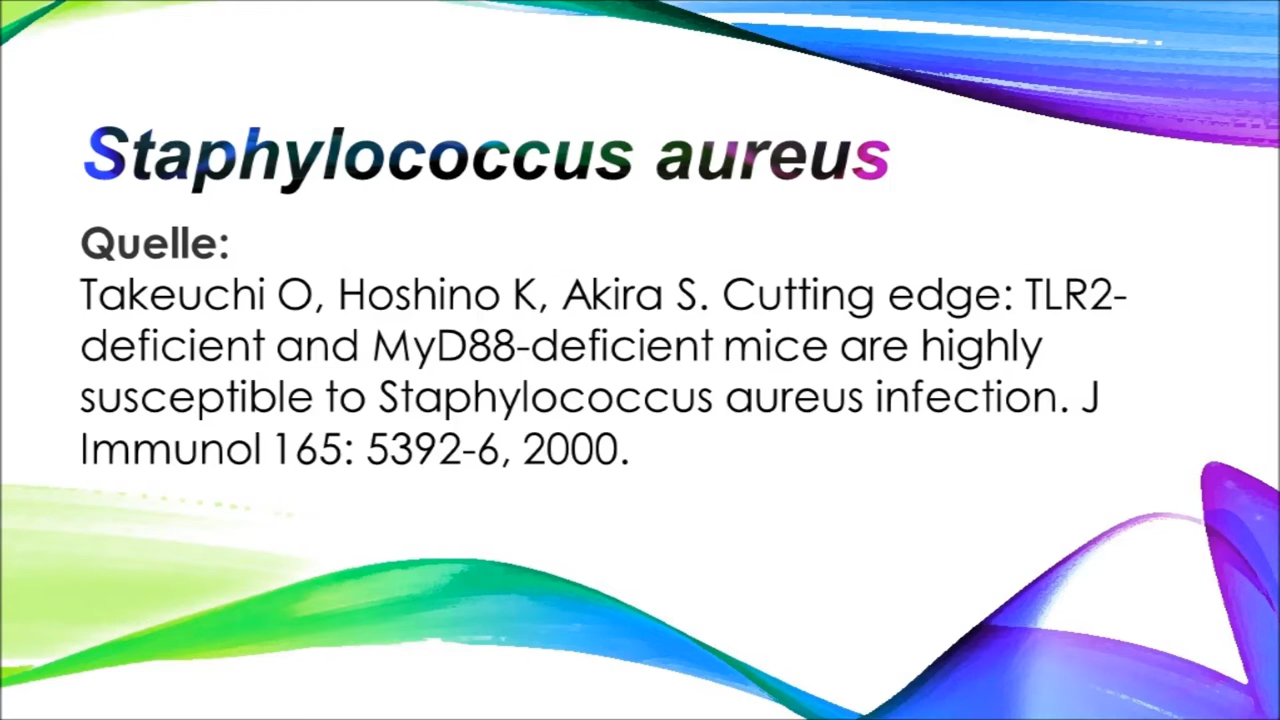 Staphylococcus aureus
Quelle:
Takeuchi O, Hoshino K, Akira S. Cutting edge: TLR2-
deficient and MyD88-deficient mice are highly
susceptible to Staphylococcus aureus infection. J
Immunol 165: 5392-6, 2000.